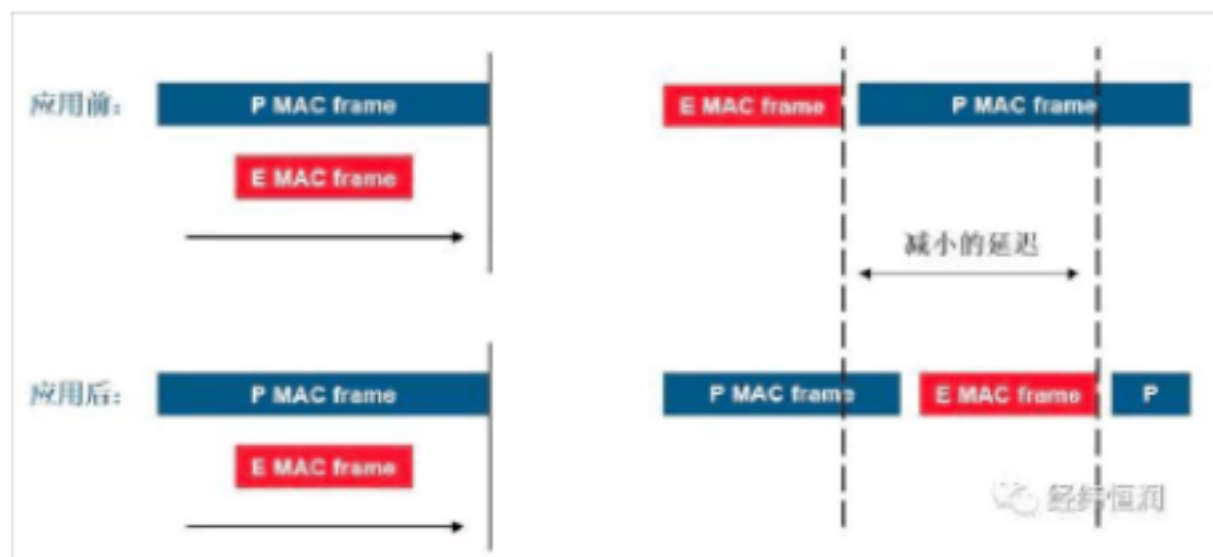 应用前: P MAC frame E MAC frame P MAC frame
E MAC frame
减小的延迟
应用后: P MAC frame P MAC frame E MAC frame P
E MAC frame
经纬恒润